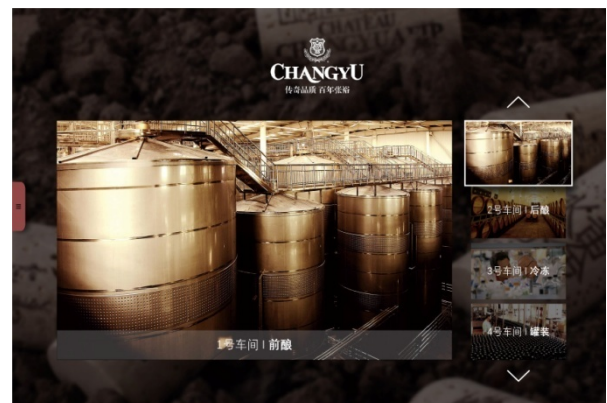 CHATEAU
CHANGYU
传奇品质 百年张裕
2号车间 | 后酿
3号车间 | 冷冻
4号车间 | 罐装
1号车间 | 前酿